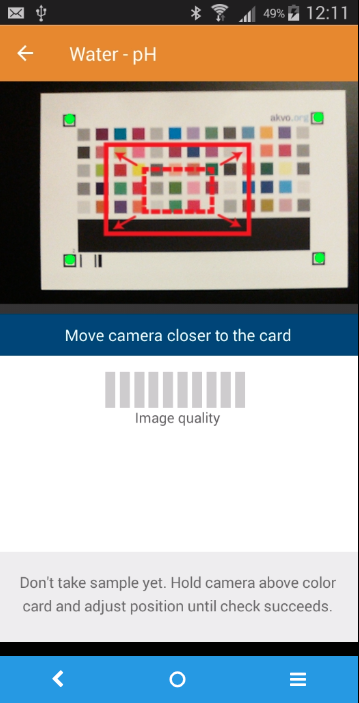 49% 12:11
Water - pH
akvo.org
Move camera closer to the card
Image quality
Don't take sample yet. Hold camera above color
card and adjust position until check succeeds.